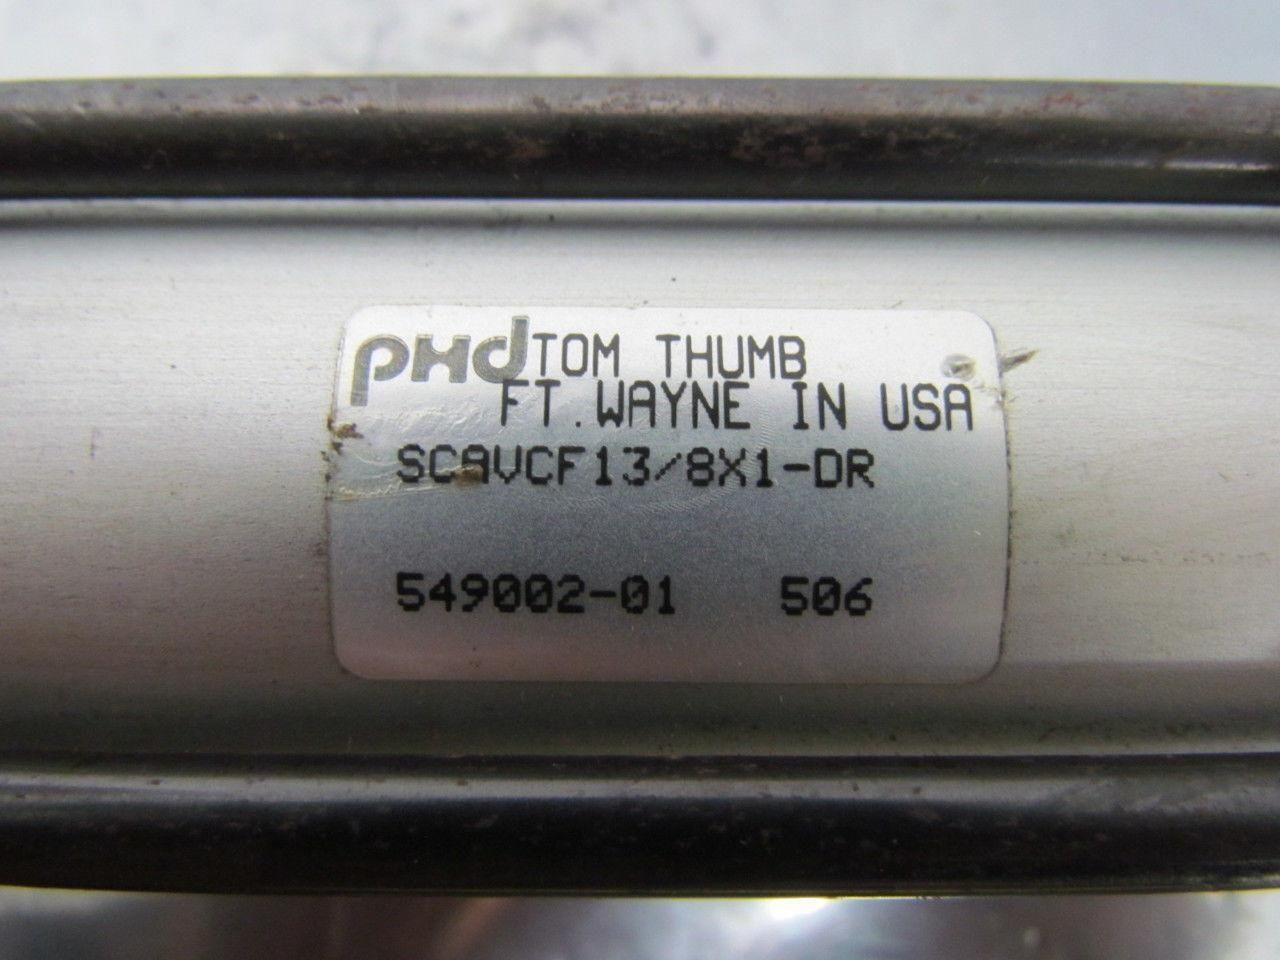 PHD TOM THUMB
FT. WAYNE IN USA
SCAVCF13/8X1-DR
549002-01 506